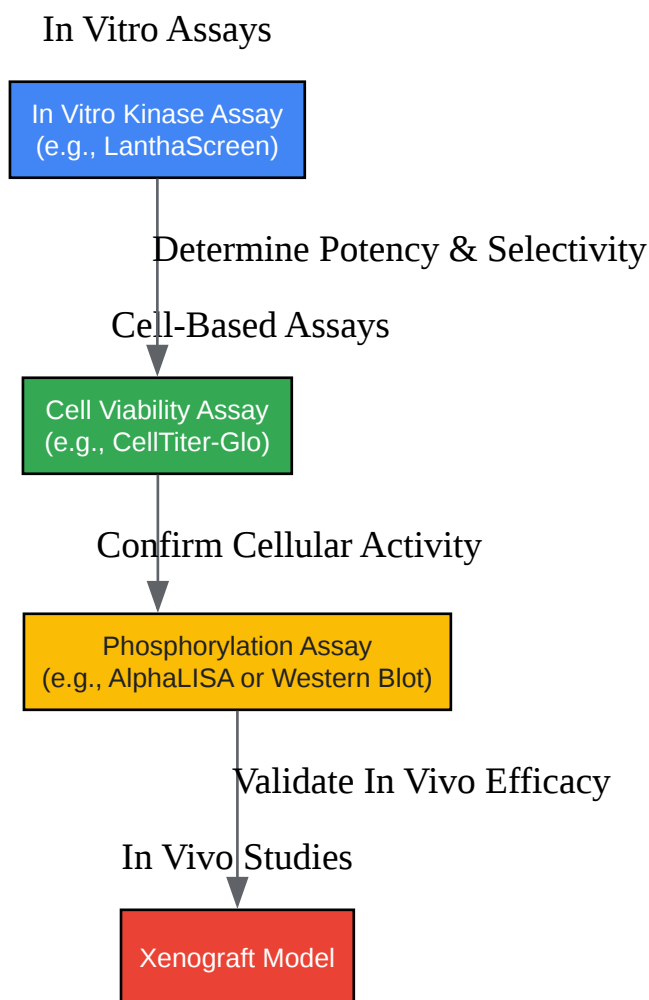 In Vitro Assays
In Vitro Kinase Assay
(e.g., LanthaScreen)
Determine Potency & Selectivity
Cell-Based Assays
Cell Viability Assay
(e.g., CellTiter-Glo)
Confirm Cellular Activity
Phosphorylation Assay
(e.g., AlphaLISA or Western Blot)
Validate In Vivo Efficacy
In Vivo Studies
Xenograft Model